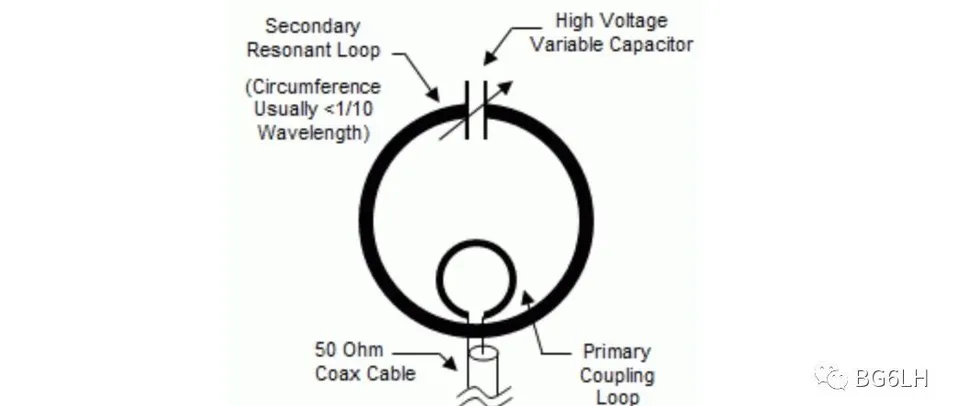 Secondary
Resonant Loop
(Circumference
Usually <1/10
Wavelength)
High Voltage
Variable Capacitor
50 Ohm
Coax Cable
Primary
Coupling
Loop
BG6LH